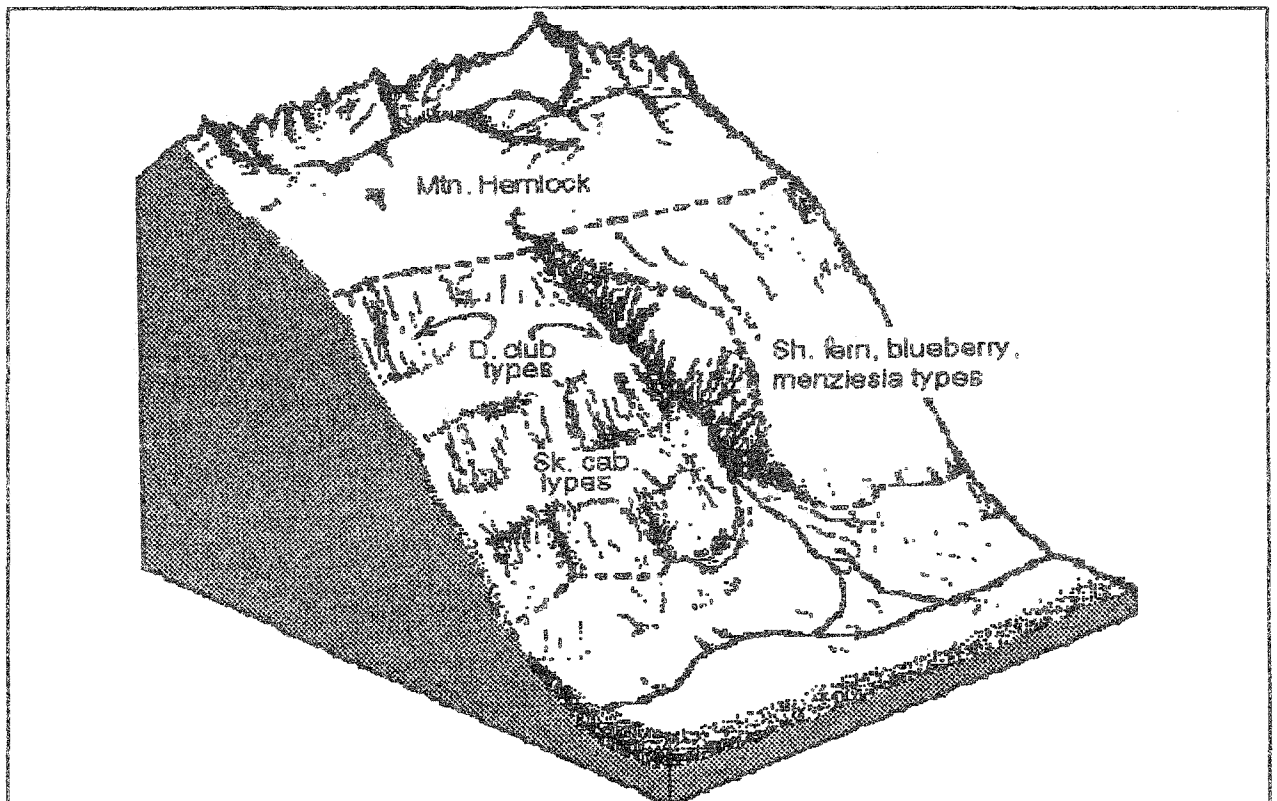 Mtn. Hemlock
D. club
types
Sh. fern, blueberry,
menziesia types
Sk. cab
types